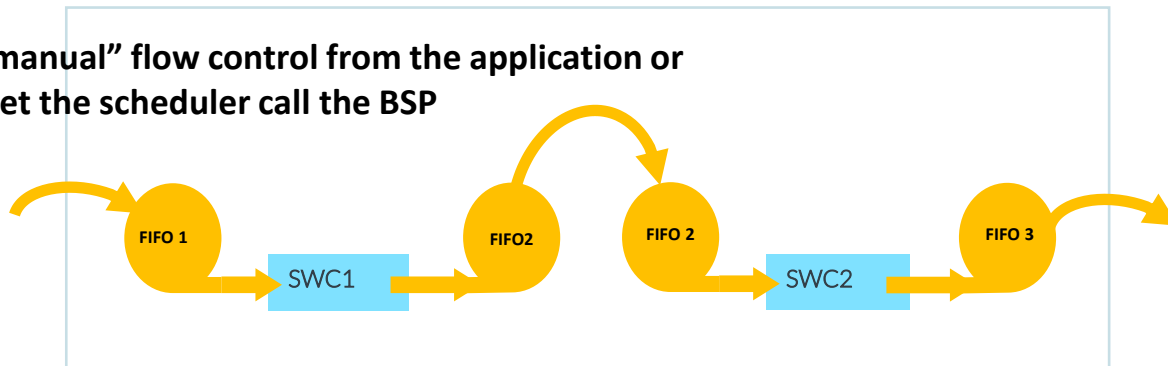 manual” flow control from the application or
et the scheduler call the BSP
FIFO 1
FIFO2
FIFO 2
FIFO 3
SWC1
SWC2